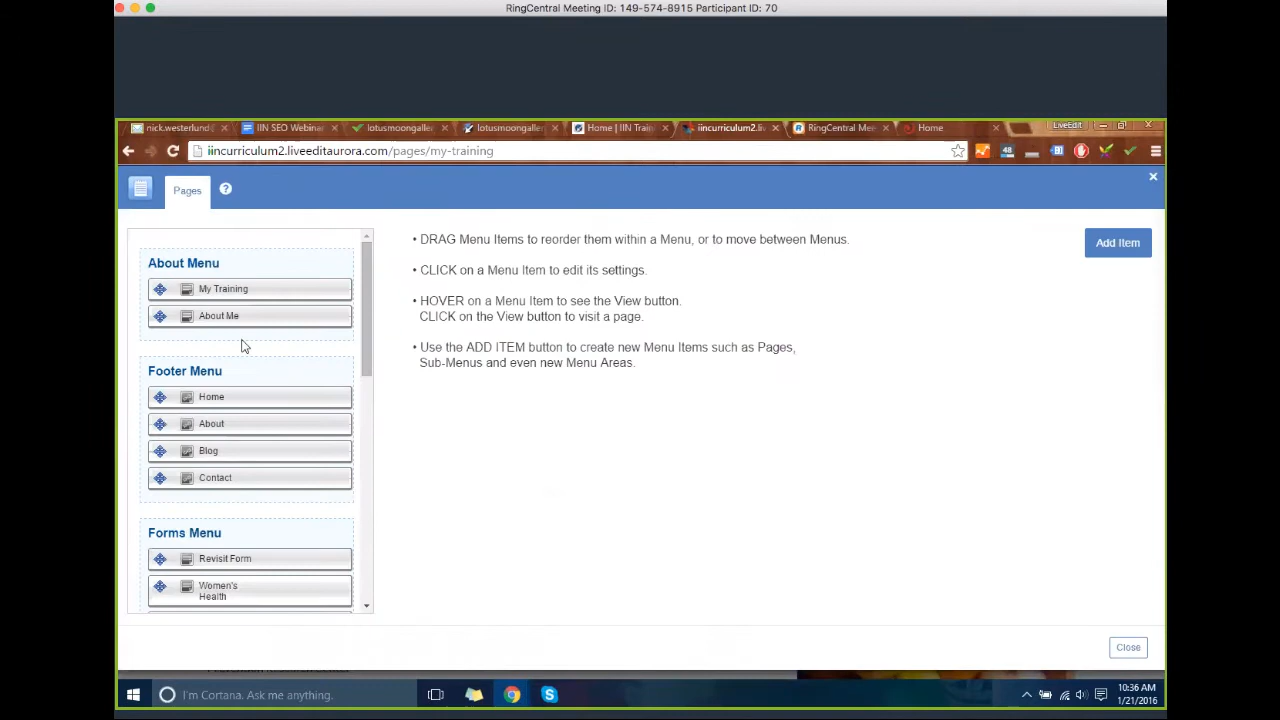 RingCentral Meeting ID: 149-574-8915 Participant ID: 70
nick.westerlund
IIN SEO Webina
lotusmoongaller
lotusmoongaller
Home | IIN Train
iincurriculum2.liv
RingCentral Mee
Home
LiveEdit
iincurriculum2.liveeditaurora.com/pages/my-training
48
Pages
?
About Menu
My Training
About Me
Footer Menu
Home
About
Blog
Contact
Forms Menu
Revisit Form
Women's
Health
• DRAG Menu Items to reorder them within a Menu, or to move between Menus.
• CLICK on a Menu Item to edit its settings.
• HOVER on a Menu Item to see the View button.
CLICK on the View button to visit a page.
• Use the ADD ITEM button to create new Menu Items such as Pages,
Sub-Menus and even new Menu Areas.
Add Item
Close
I'm Cortana. Ask me anything.
10:36 AM
1/21/2016